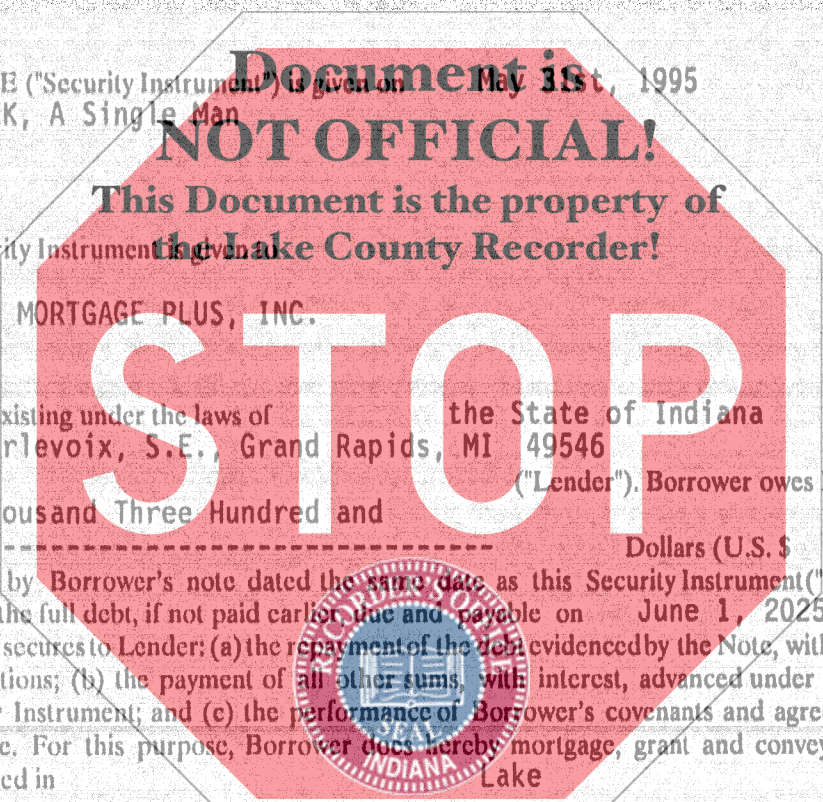 Document is
NOT OFFICIAL!
This Document is the property of
the Lake County Recorder!
STOP
E ("Security Instrument") is given on May 31st, 1995
K, A Single Man
ity Instrument is given to
MORTGAGE PLUS, INC.
xisting under the laws of the State of Indiana
rlevoix, S.E., Grand Rapids, MI 49546
("Lender"). Borrower owes
ousand Three Hundred and
Dollars (U.S. $
by Borrower's note dated the same date as this Security Instrument ("
the full debt, if not paid earlier, due and payable on June 1, 2025
secures to Lender: (a) the repayment of the debt evidenced by the Note, with
tions; (b) the payment of all other sums, with interest, advanced under
Instrument; and (c) the performance of Borrower's covenants and agre
e. For this purpose, Borrower does hereby mortgage, grant and convey
ed in Lake
RECORDER'S OFFICE
SEAL
INDIANA